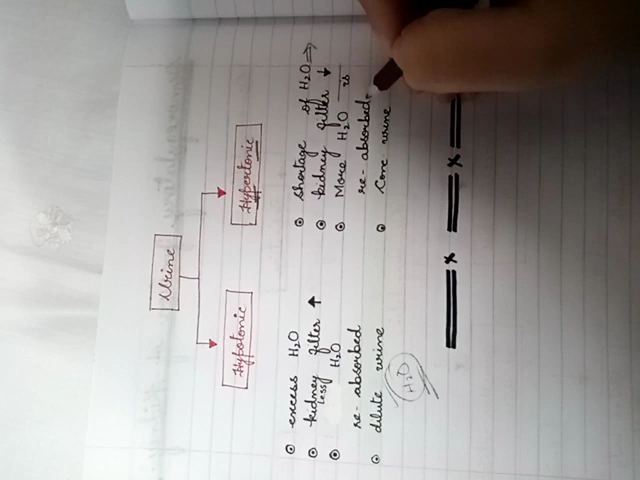 Urine
Hypotonic
Hypertonic
excess H2O
kidney filter ↑
less H2O
re-absorbed
dilute urine
H2O
shortage of H2O ⇒
kidney filter ↓
More H2O is
re-absorbed.
Conc urine